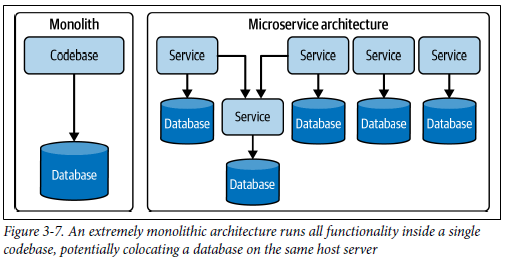 Monolith
Codebase
Database
Microservice architecture
Service
Service
Service
Service
Service
Database
Database
Database
Database
Database
Figure 3-7. An extremely monolithic architecture runs all functionality inside a single
codebase, potentially colocating a database on the same host server